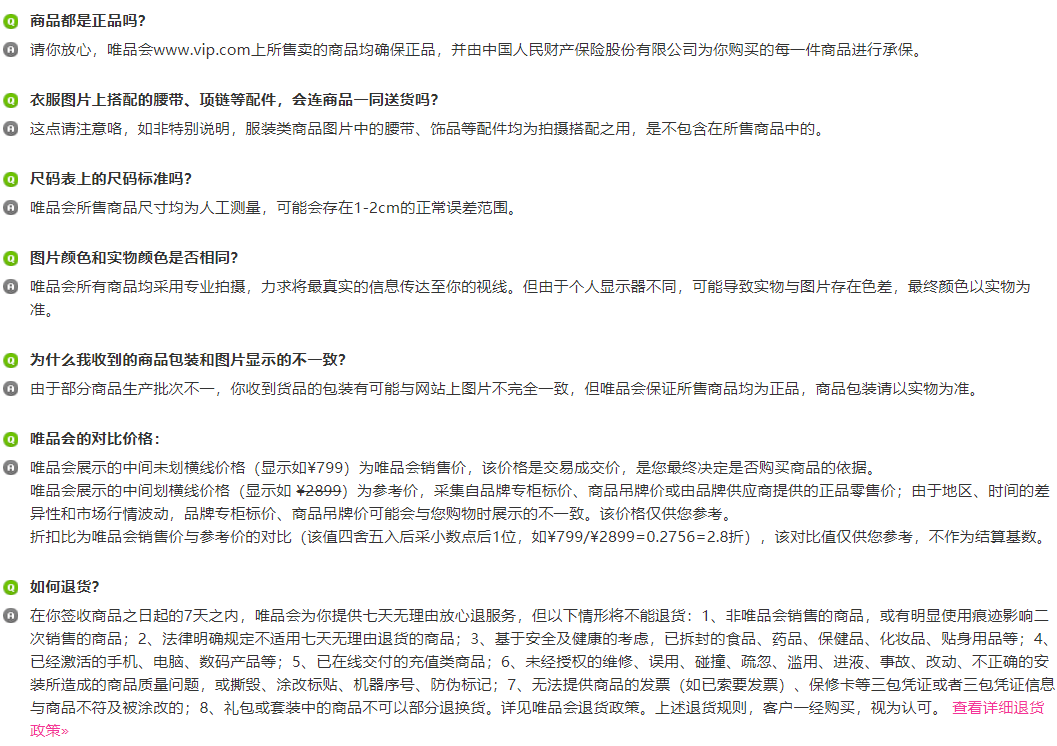 Q 商品都是正品吗？
A 请你放心，唯品会www.vip.com上所售卖的商品均确保正品，并由中国人民财产保险股份有限公司为你购买的每一件商品进行承保。
Q 衣服图片上搭配的腰带、项链等配件，会连商品一同送货吗？
A 这点请注意咯，如非特别说明，服装类商品图片中的腰带、饰品等配件均为拍摄搭配之用，是不包含在所售商品中的。
Q 尺码表上的尺码标准吗？
A 唯品会所售商品尺寸均为人工测量，可能会存在1-2cm的正常误差范围。
Q 图片颜色和实物颜色是否相同？
A 唯品会所有商品均采用专业拍摄，力求将最真实的信息传达至你的视线。但由于个人显示器不同，可能导致实物与图片存在色差，最终颜色以实物为
准。
Q 为什么我收到的商品包装和图片显示的不一致？
A 由于部分商品生产批次不一，你收到货品的包装有可能与网站上图片不完全一致，但唯品会保证所售商品均为正品，商品包装请以实物为准。
Q 唯品会的对比价格：
A 唯品会展示的中间未划横线价格（显示如¥799）为唯品会销售价，该价格是交易成交价，是您最终决定是否购买商品的依据。
唯品会展示的中间划横线价格（显示如 ¥2899）为参考价，采集自品牌专柜标价、商品吊牌价或由品牌供应商提供的正品零售价；由于地区、时间的差
异性和市场行情波动，品牌专柜标价、商品吊牌价可能会与您购物时展示的不一致。该价格仅供您参考。
折扣比为唯品会销售价与参考价的对比（该值四舍五入后采小数点后1位，如¥799/¥2899=0.2756=2.8折），该对比值仅供您参考，不作为结算基数。
Q 如何退货？
A 在你签收商品之日起的7天之内，唯品会为你提供七天无理由放心退服务，但以下情形将不能退货：1、非唯品会销售的商品，或有明显使用痕迹影响二
次销售的商品；2、法律明确规定不适用七天无理由退货的商品；3、基于安全及健康的考虑，已拆封的食品、药品、保健品、化妆品、贴身用品等；4、
已经激活的手机、电脑、数码产品等；5、已在线交付的充值类商品；6、未经授权的维修、误用、碰撞、疏忽、滥用、进液、事故、改动、不正确的安
装所造成的商品质量问题，或撕毁、涂改标贴、机器序号、防伪标记；7、无法提供商品的发票（如已索要发票）、保修卡等三包凭证或者三包凭证信息
与商品不符及被涂改的；8、礼包或套装中的商品不可以部分退换货。详见唯品会退货政策。上述退货规则，客户一经购买，视为认可。 查看详细退货
政策»